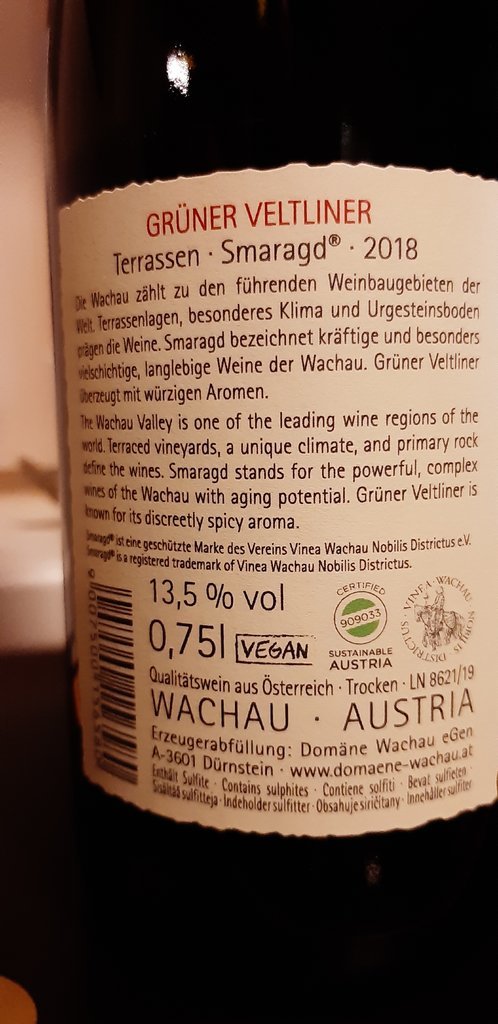 GRÜNER VELTLINER
Terrassen · Smaragd® · 2018
Die Wachau zählt zu den führenden Weinbaugebieten der
Welt. Terrassenlagen, besonderes Klima und Urgesteinsboden
prägen die Weine. Smaragd bezeichnet kräftige und besonders
vielschichtige, langlebige Weine der Wachau. Grüner Veltliner
überzeugt mit würzigen Aromen.
The Wachau Valley is one of the leading wine regions of the
world. Terraced vineyards, a unique climate, and primary rock
define the wines. Smaragd stands for the powerful, complex
wines of the Wachau with aging potential. Grüner Veltliner is
known for its discreetly spicy aroma.
Smaragd® ist eine geschützte Marke des Vereins Vinea Wachau Nobilis Districtus e.V.
Smaragd® is a registered trademark of Vinea Wachau Nobilis Districtus.
13,5 % vol
0,75l VEGAN
CERTIFIED
909033
SUSTAINABLE
AUSTRIA
VINEA · WACHAU NOBILIS DISTRICTUS
Qualitätswein aus Österreich · Trocken · LN 8621/19
WACHAU · AUSTRIA
Erzeugerabfüllung: Domäne Wachau eGen
A-3601 Dürnstein · www.domaene-wachau.at
Enthält Sulfite · Contains sulphites · Contiene solfiti · Bevat sulfieten
Sisältää sulfitteja · Indeholder sulfitter · Obsahuje siričitany · Innehåller sulfiter